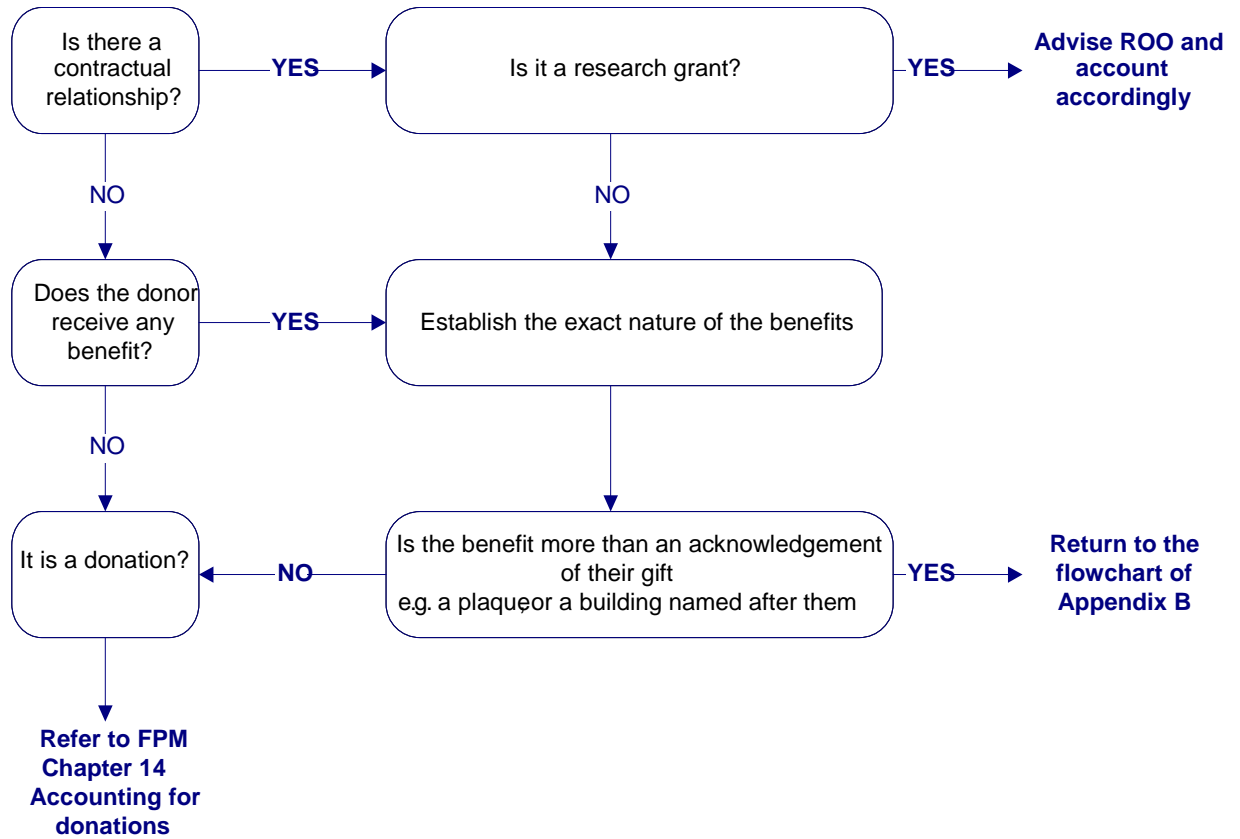 Is there a
contractual
relationship?
YES
Is it a research grant?
YES
Advise ROO and
account
accordingly
NO
NO
Does the donor
receive any
benefit?
YES
Establish the exact nature of the benefits
NO
It is a donation?
NO
Is the benefit more than an acknowledgement
of their gift
e.g. a plaque,or a building named after them
YES
Return to the
flowchart of
Appendix B
Refer to FPM
Chapter 14
Accounting for
donations